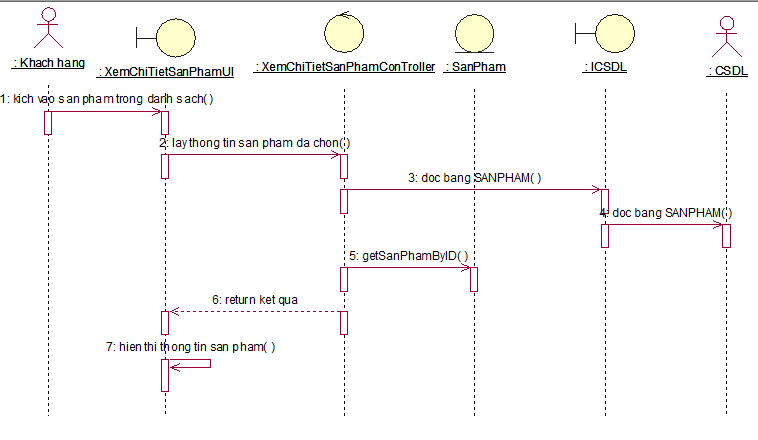 : Khach hang
: XemChiTietSanPhamUI
: XemChiTietSanPhamConTroller
: SanPham
: ICSDL
: CSDL
1: kich vao san pham trong danh sach( )
2: lay thong tin san pham da chon( )
3: doc bang SANPHAM( )
4: doc bang SANPHAM( )
5: getSanPhamByID( )
6: return ket qua
7: hien thi thong tin san pham( )